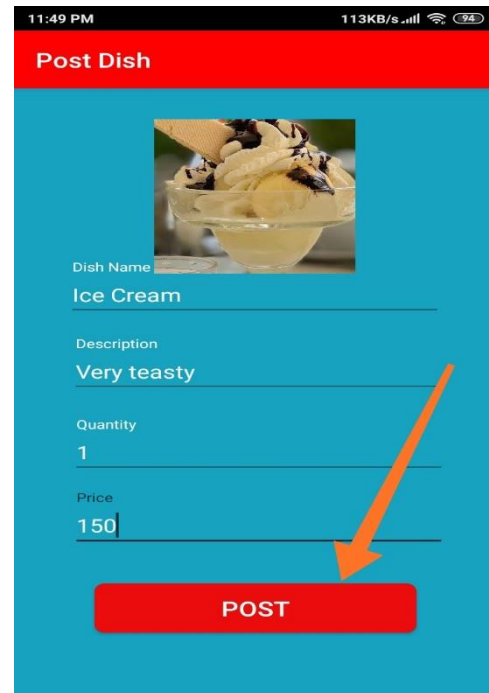 11:49 PM 113KB/s 94
Post Dish
Dish Name
Ice Cream
Description
Very teasty
Quantity
1
Price
150
POST